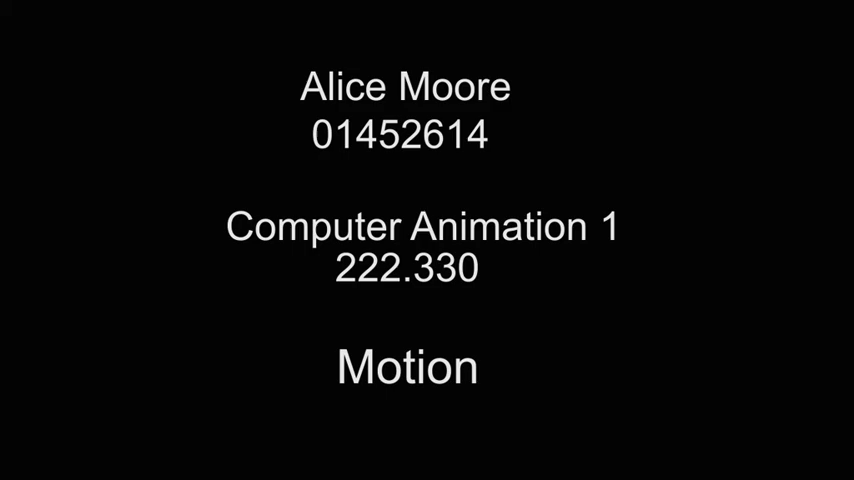 Alice Moore
01452614
Computer Animation 1
222.330
Motion